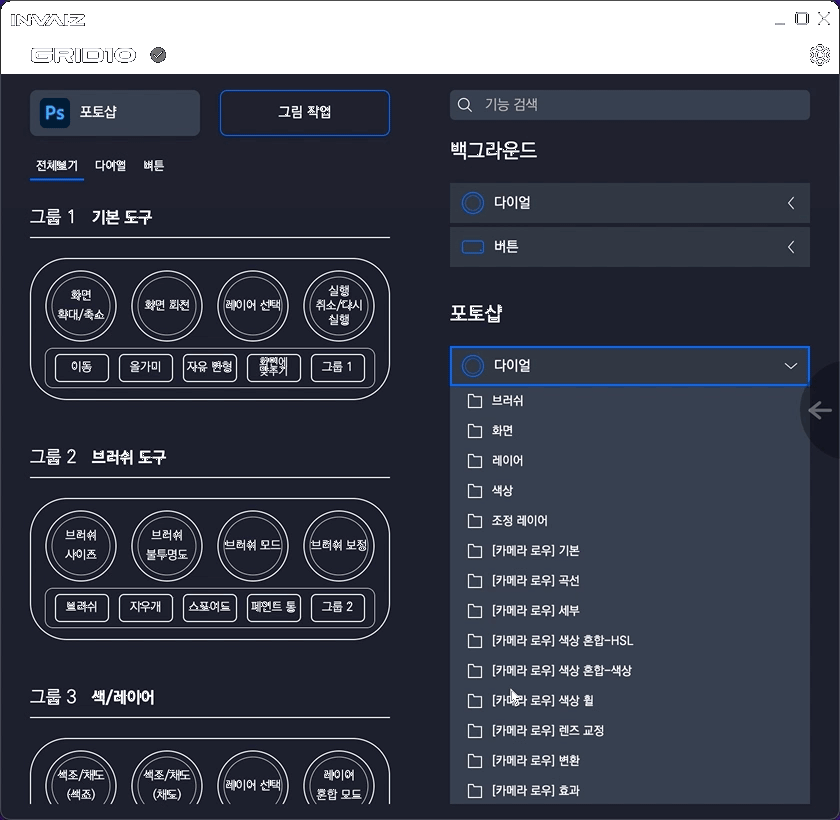 INVAIZ
GRID10
Ps 포토샵
그림 작업
전체보기 다이얼 버튼
그룹 1 기본 도구
화면
확대/축소
화면 회전
레이어 선택
실행
취소/다시
실행
이동
올가미
자유 변형
화면에
맞추기
그룹 1
그룹 2 브러쉬 도구
브러쉬
사이즈
브러쉬
불투명도
브러쉬 모드
브러쉬 보정
브러쉬
지우개
스포이드
페인트 통
그룹 2
그룹 3 색/레이어
색조/채도
(색조)
색조/채도
(채도)
레이어 선택
레이어
혼합 모드
기능 검색
백그라운드
다이얼
버튼
포토샵
다이얼
브러쉬
화면
레이어
색상
조정 레이어
[카메라 로우] 기본
[카메라 로우] 곡선
[카메라 로우] 세부
[카메라 로우] 색상 혼합-HSL
[카메라 로우] 색상 혼합-색상
[카메라 로우] 색상 휠
[카메라 로우] 렌즈 교정
[카메라 로우] 변환
[카메라 로우] 효과